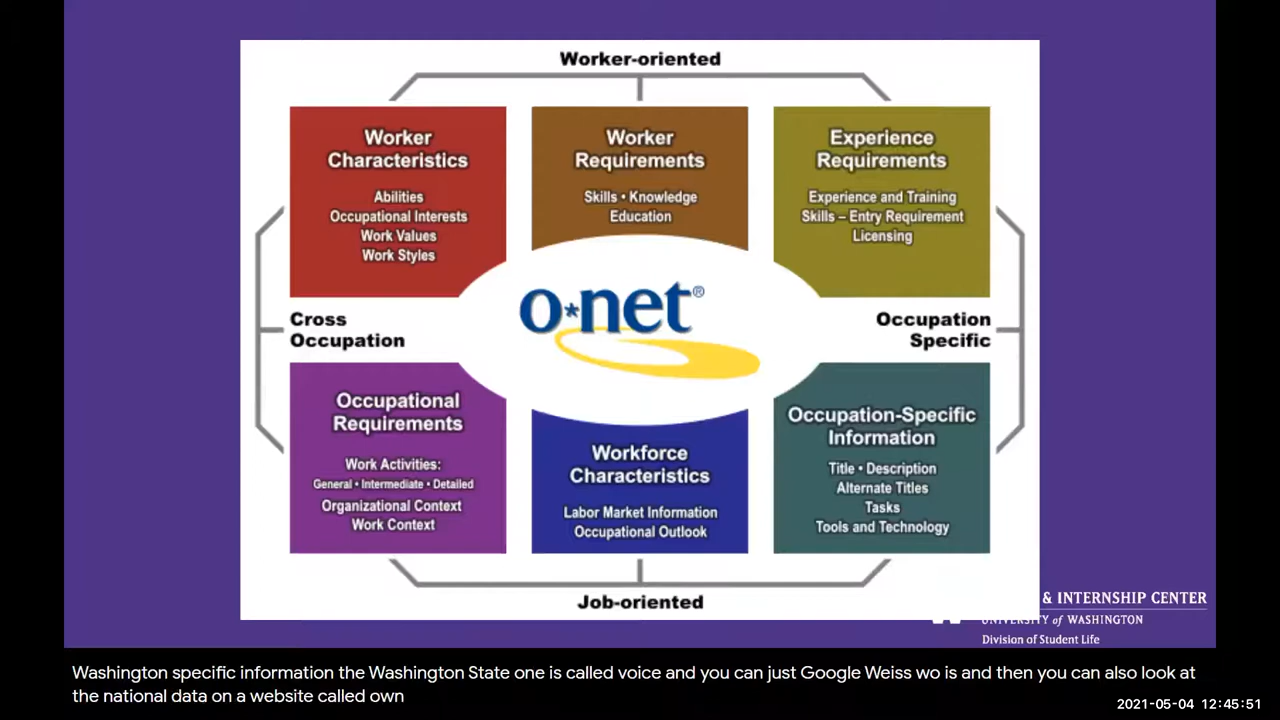 Worker-oriented
Worker
Characteristics
Abilities
Occupational Interests
Work Values
Work Styles
Worker
Requirements
Skills • Knowledge
Education
Experience
Requirements
Experience and Training
Skills – Entry Requirement
Licensing
o*net®
Cross
Occupation
Occupation
Specific
Occupational
Requirements
Work Activities:
General • Intermediate • Detailed
Organizational Context
Work Context
Workforce
Characteristics
Labor Market Information
Occupational Outlook
Occupation-Specific
Information
Title • Description
Alternate Titles
Tasks
Tools and Technology
Job-oriented
& INTERNSHIP CENTER
UNIVERSITY of WASHINGTON
Division of Student Life
Washington specific information the Washington State one is called voice and you can just Google Weiss wo is and then you can also look at
the national data on a website called own
2021-05-04 12:45:51